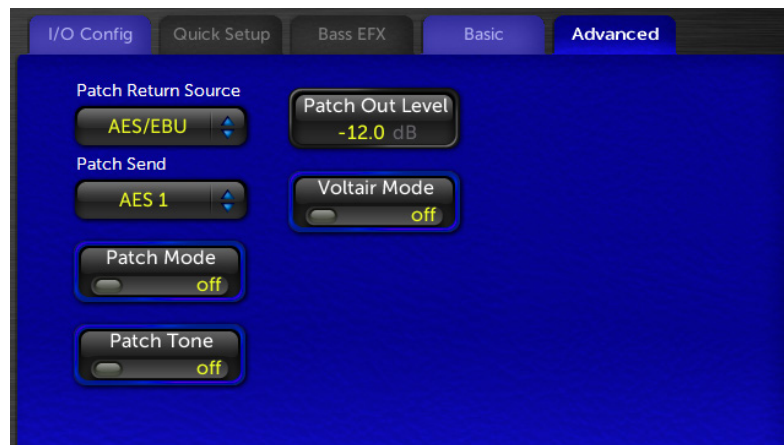 I/O Config
Quick Setup
Bass EFX
Basic
Advanced
Patch Return Source
AES/EBU
Patch Out Level
-12.0 dB
Patch Send
AES 1
Voltair Mode
off
Patch Mode
off
Patch Tone
off